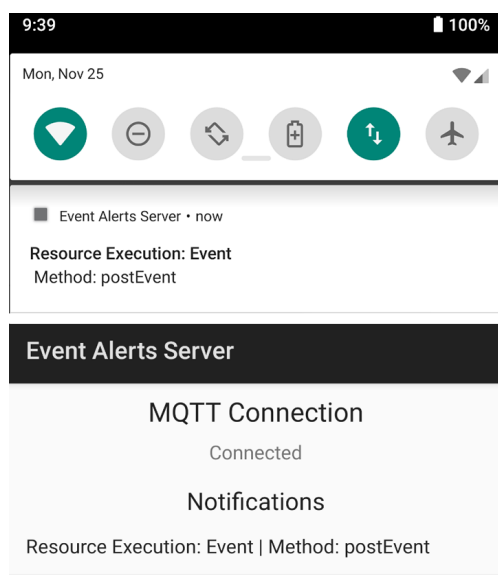 9:39 100%
Mon, Nov 25
Event Alerts Server • now
Resource Execution: Event
Method: postEvent
Event Alerts Server
MQTT Connection
Connected
Notifications
Resource Execution: Event | Method: postEvent